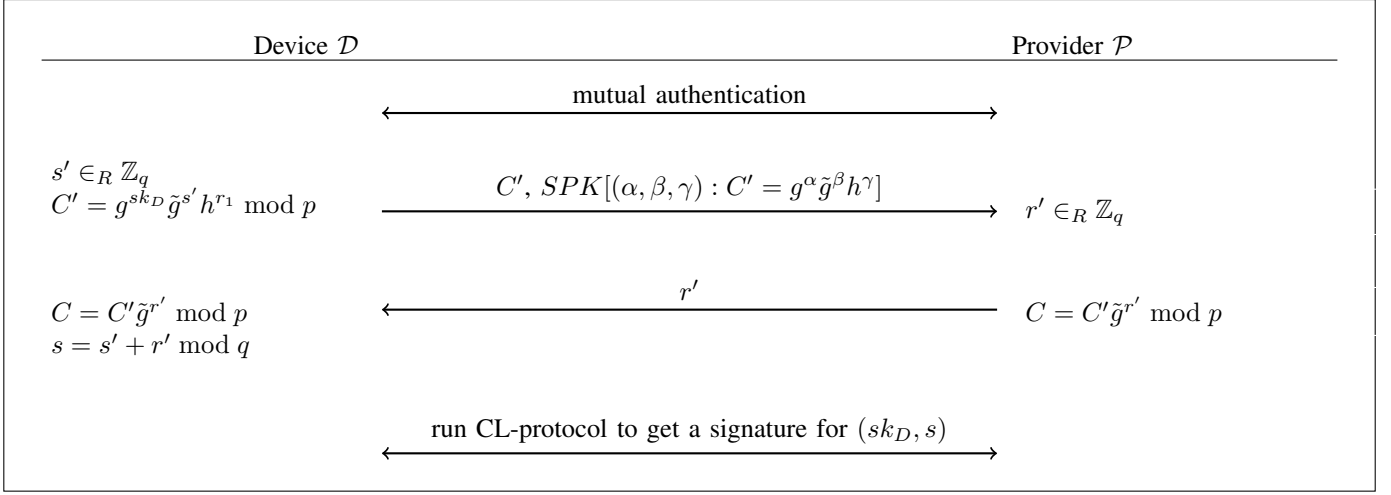 Device 𝒟 Provider 𝒫
mutual authentication
s′ ∈_R ℤ_q
C′ = g^{sk_D} g̃^{s′} h^{r_1} mod p
C′, SPK[(α, β, γ) : C′ = g^α g̃^β h^γ]
r′ ∈_R ℤ_q
r′
C = C′g̃^{r′} mod p
s = s′ + r′ mod q
C = C′g̃^{r′} mod p
run CL-protocol to get a signature for (sk_D, s)